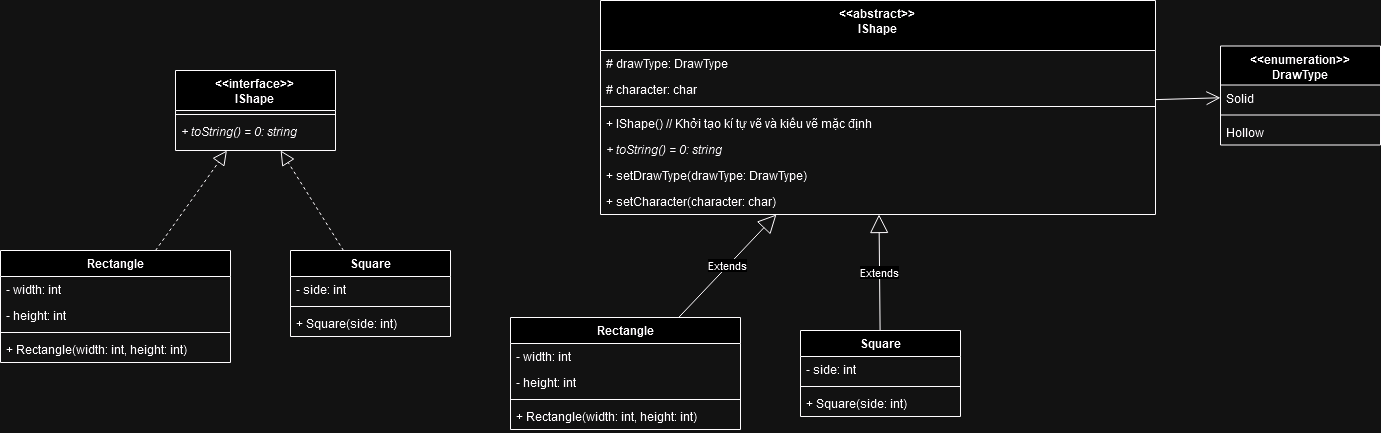 <<interface>>
IShape
+ toString() = 0: string
Rectangle
- width: int
- height: int
+ Rectangle(width: int, height: int)
Square
- side: int
+ Square(side: int)
<<abstract>>
IShape
# drawType: DrawType
# character: char
+ IShape() // Khởi tạo kí tự vẽ và kiểu vẽ mặc định
+ toString() = 0: string
+ setDrawType(drawType: DrawType)
+ setCharacter(character: char)
<<enumeration>>
DrawType
Solid
Hollow
Extends
Extends
Rectangle
- width: int
- height: int
+ Rectangle(width: int, height: int)
Square
- side: int
+ Square(side: int)